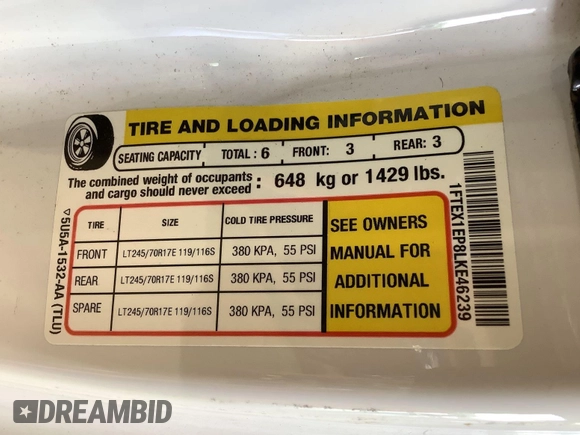 TIRE AND LOADING INFORMATION
SEATING CAPACITY TOTAL : 6 FRONT: 3 REAR: 3
The combined weight of occupants
and cargo should never exceed : 648 kg or 1429 lbs.
TIRE SIZE COLD TIRE PRESSURE
FRONT LT245/70R17E 119/116S 380 KPA, 55 PSI
REAR LT245/70R17E 119/116S 380 KPA, 55 PSI
SPARE LT245/70R17E 119/116S 380 KPA, 55 PSI
SEE OWNERS
MANUAL FOR
ADDITIONAL
INFORMATION
5U5A-1532-AA (TLU)
1FTEX1EP8LKE46239
DREAMBID